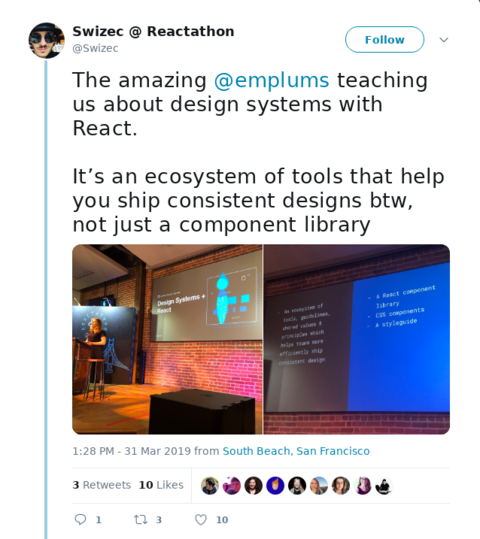 Swizec @ Reactathon
@Swizec
Follow
The amazing @emplums teaching
us about design systems with
React.
It’s an ecosystem of tools that help
you ship consistent designs btw,
not just a component library
Design Systems +
React
- An ecosystem of
tools, guidelines,
shared values &
principles which
helps teams more
efficiently ship
consistent design
- A React component
library
- CSS components
- A styleguide
1:28 PM - 31 Mar 2019 from South Beach, San Francisco
3 Retweets 10 Likes
1 3 10